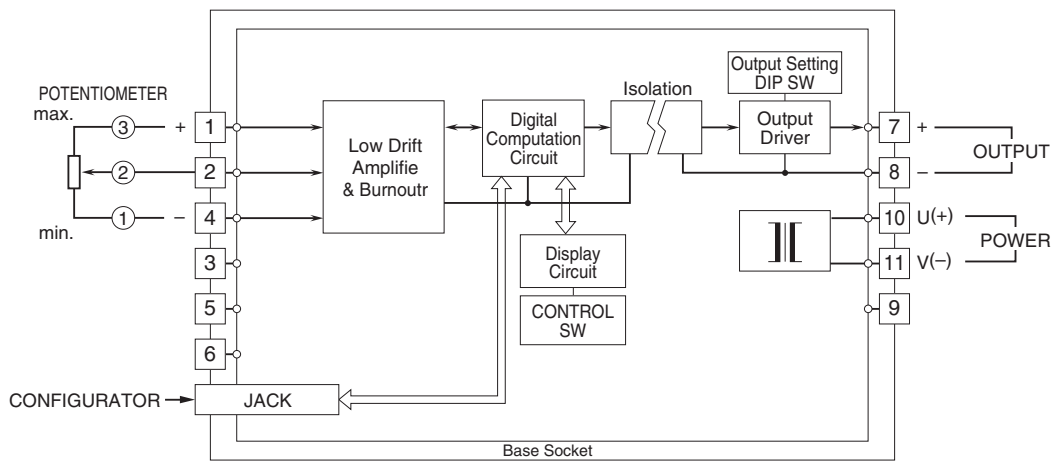 POTENTIOMETER
max.
3
+
1
2
2
1
−
4
min.
3
5
6
CONFIGURATOR
JACK
Low Drift
Amplifie
& Burnoutr
Digital
Computation
Circuit
Display
Circuit
CONTROL
SW
Isolation
Output Setting
DIP SW
Output
Driver
7
+
8
−
OUTPUT
10
U(+)
11
V(−)
POWER
9
Base Socket